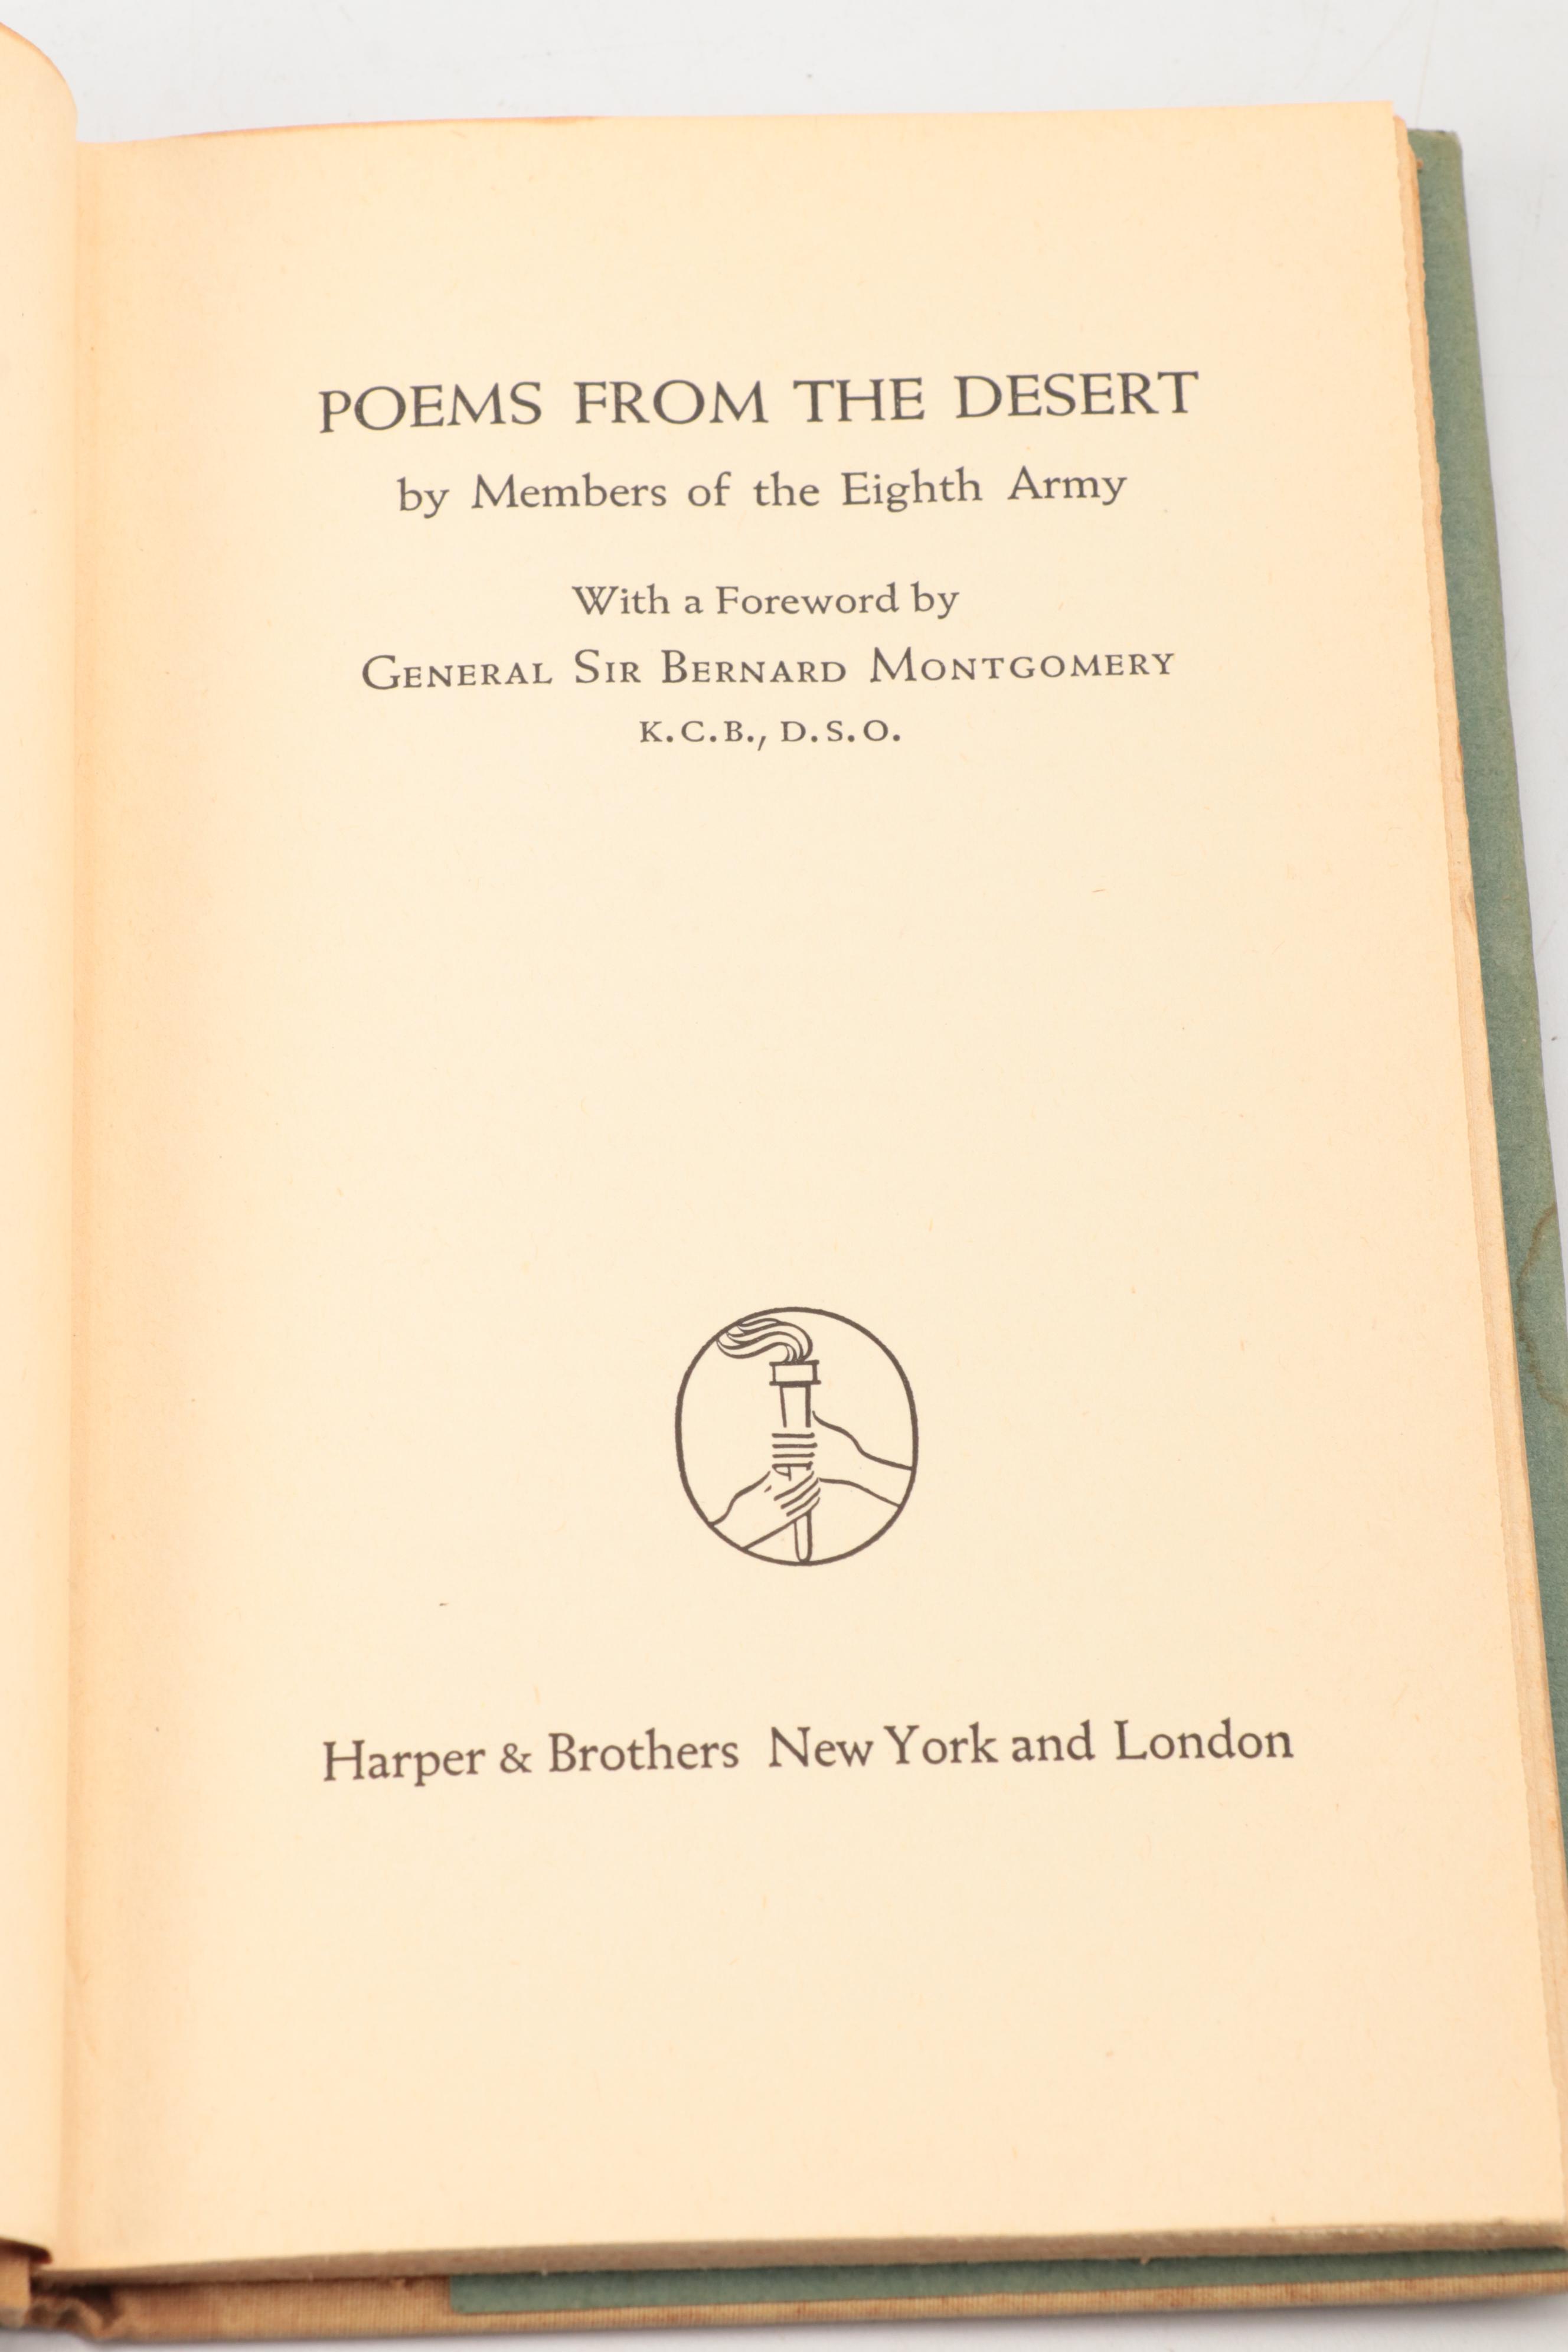 POEMS FROM THE DESERT
by Members of the Eighth Army
With a Foreword by
GENERAL SIR BERNARD MONTGOMERY
K.C.B., D.S.O.
Harper & Brothers New York and London